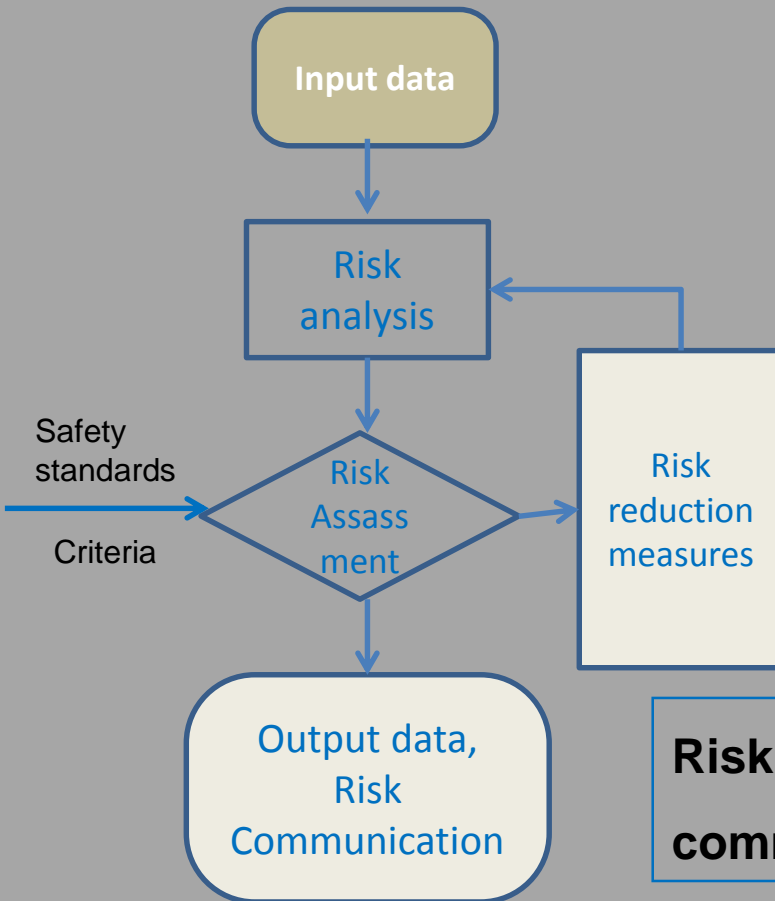 Input data
Risk
analysis
Safety
standards
Criteria
Risk
Assass
ment
Risk
reduction
measures
Output data,
Risk
Communication
Risk